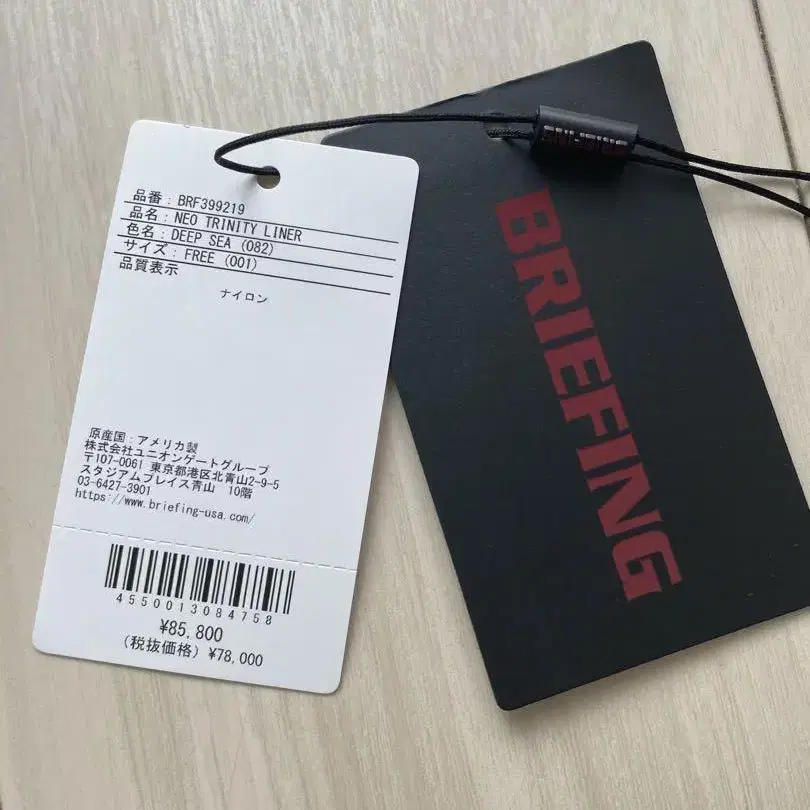 品番：BRF399219
品名：NEO TRINITY LINER
色名：DEEP SEA (082)
サイズ：FREE (001)
品質表示
ナイロン
原産国：アメリカ製
株式会社ユニオンゲートグループ
〒107-0061 東京都港区北青山2-9-5
スタジアムプレイス青山　10階
03-6427-3901
https://www.briefing-usa.com/
4550013084758
¥85,800
(税抜価格) ¥78,000
BRIEFING
BRIEFING